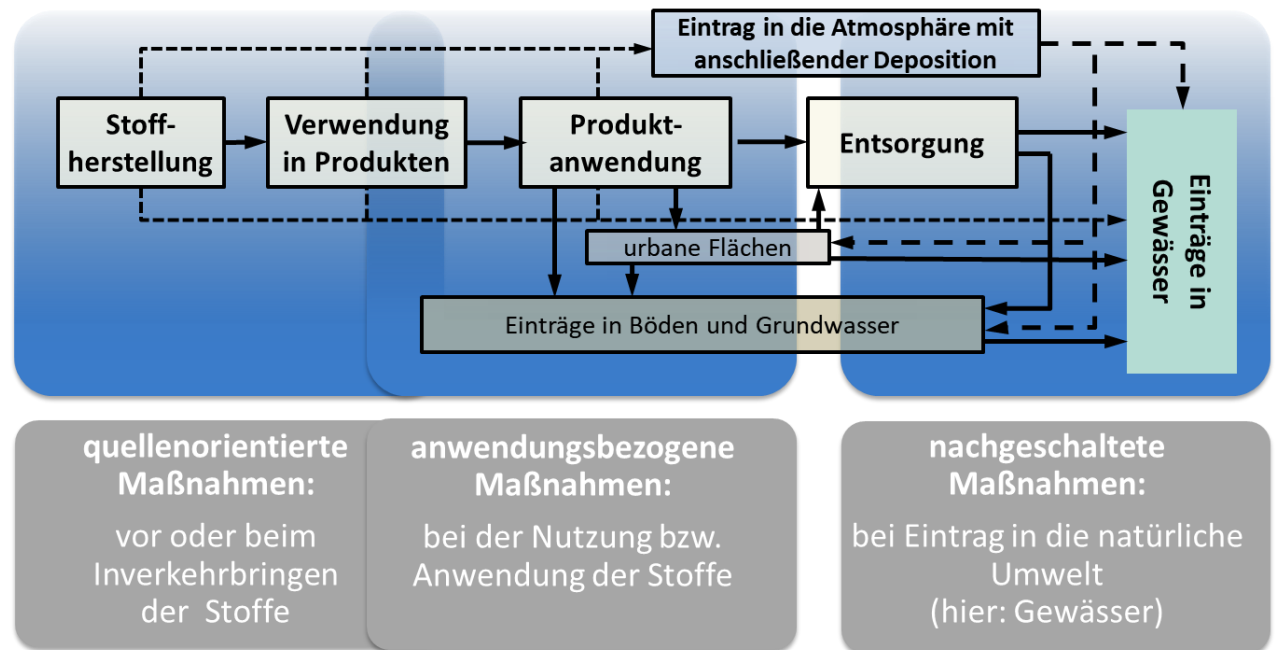 Eintrag in die Atmosphäre mit
anschließender Deposition
Stoff-
herstellung
Verwendung
in Produkten
Produkt-
anwendung
Entsorgung
Einträge in
Gewässer
urbane Flächen
Einträge in Böden und Grundwasser
quellenorientierte
Maßnahmen:
vor oder beim
Inverkehrbringen
der Stoffe
anwendungsbezogene
Maßnahmen:
bei der Nutzung bzw.
Anwendung der Stoffe
nachgeschaltete
Maßnahmen:
bei Eintrag in die natürliche
Umwelt
(hier: Gewässer)